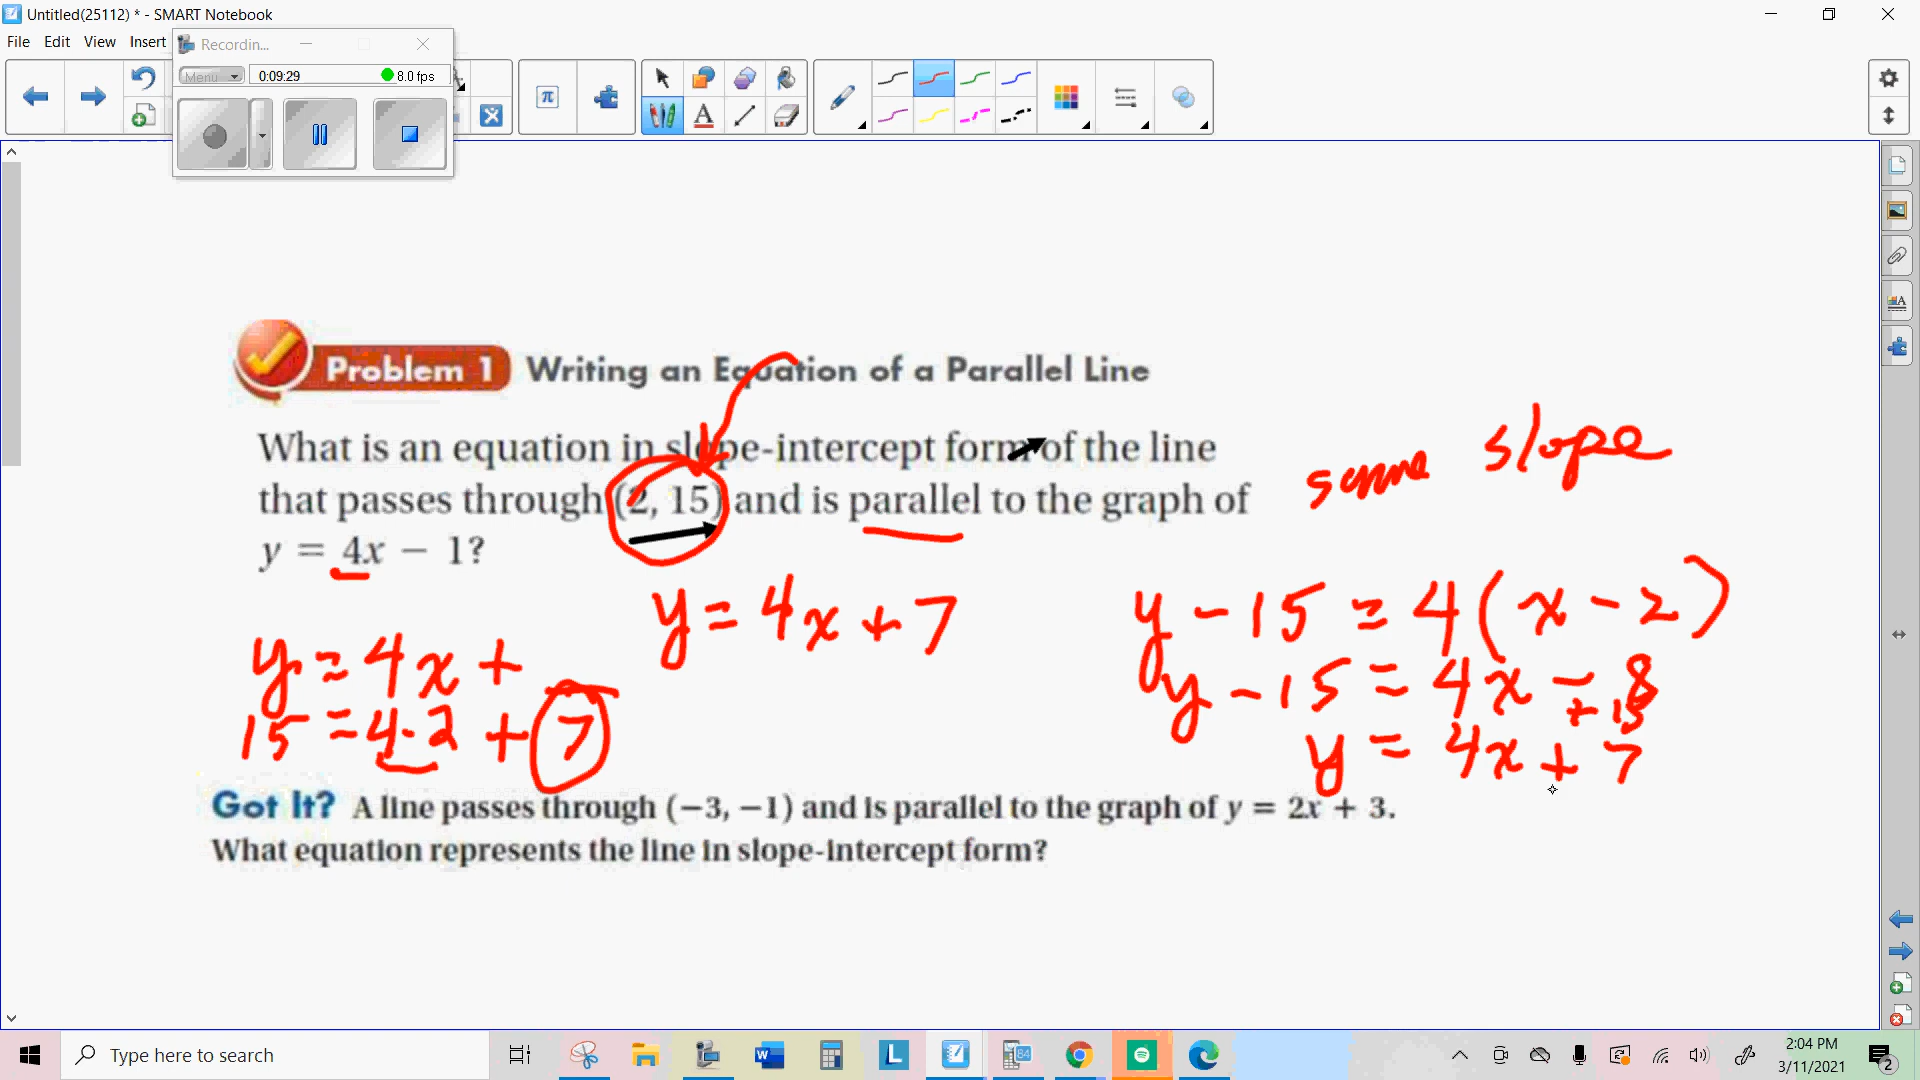 Untitled(25112) * - SMART Notebook
File Edit View Insert
Recordin...
Menu 0:09:29 8.0 fps
π
A
Problem 1 Writing an Equation of a Parallel Line
What is an equation in slope-intercept form of the line
that passes through (2, 15) and is parallel to the graph of
y = 4x − 1?
same slope
y = 4x + 7
y = 4x +
15 = 4·2 + 7
y - 15 = 4(x - 2)
y - 15 = 4x - 8
+ 15
y = 4x + 7
Got It? A line passes through (−3, −1) and is parallel to the graph of y = 2x + 3.
What equation represents the line in slope-intercept form?
Type here to search
2:04 PM
3/11/2021
2